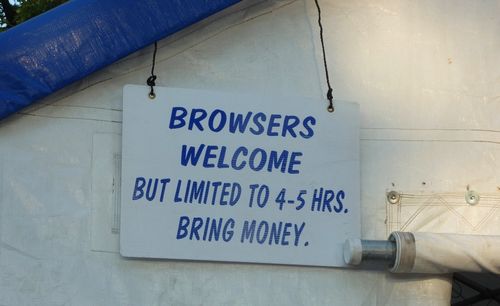 BROWSERS
WELCOME
BUT LIMITED TO 4-5 HRS.
BRING MONEY.